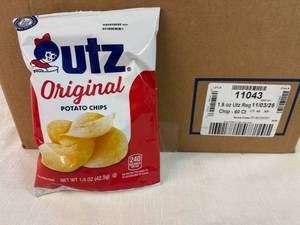 Utz.
Original
POTATO CHIPS
240
NET WT 1.5 OZ (42.5g)
11043
1.5 oz Utz Reg 11/03/25
Chip - 60 Ct